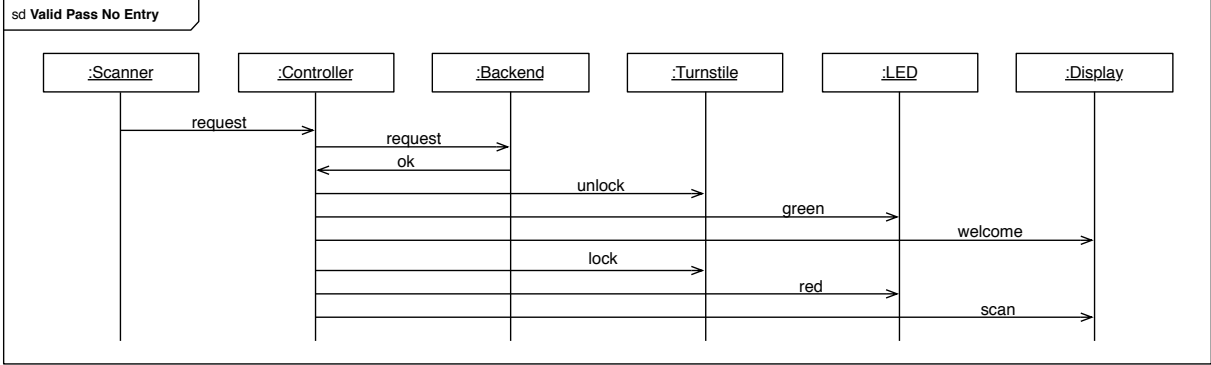 sd Valid Pass No Entry
:Scanner
:Controller
:Backend
:Turnstile
:LED
:Display
request
request
ok
unlock
green
welcome
lock
red
scan